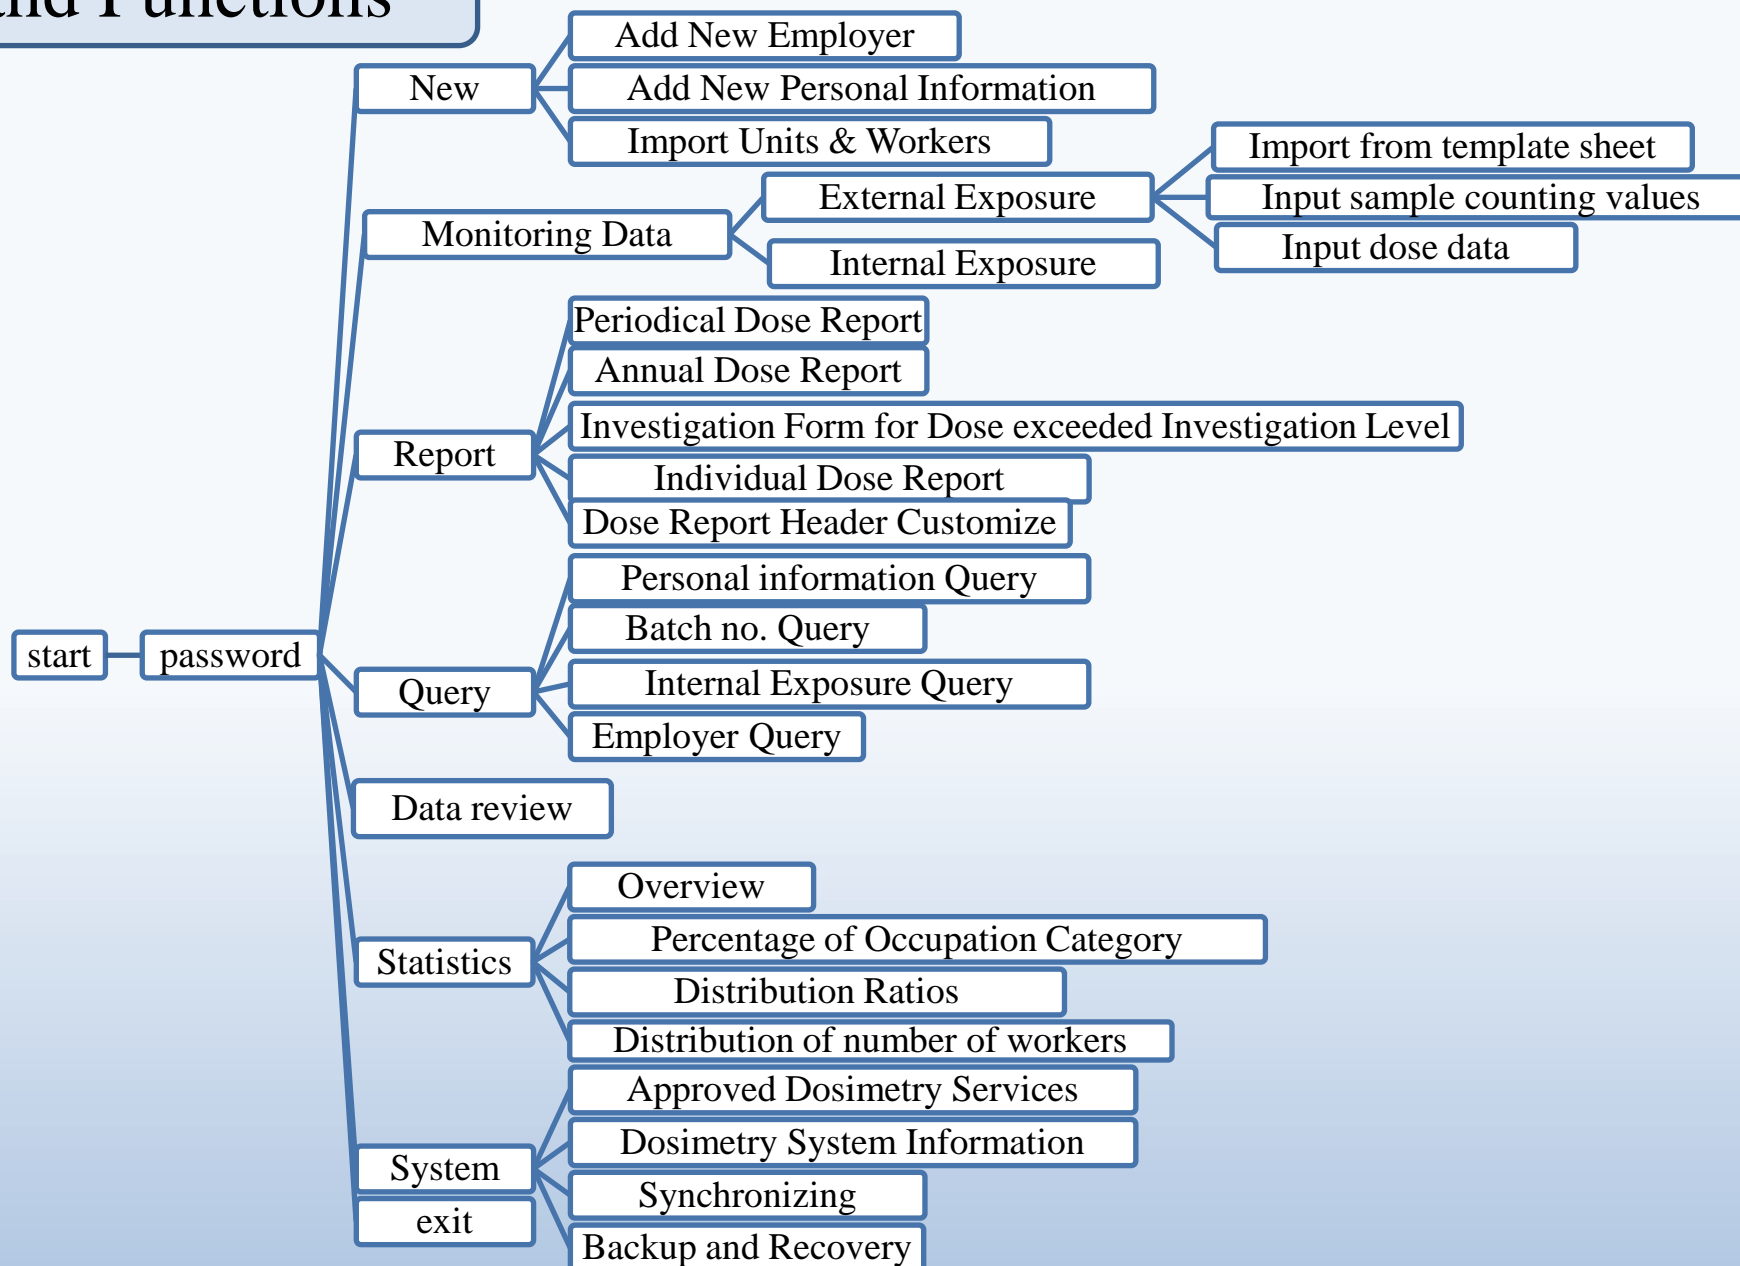 and Functions
Add New Employer
New
Add New Personal Information
Import Units & Workers
Import from template sheet
External Exposure
Input sample counting values
Monitoring Data
Input dose data
Internal Exposure
Periodical Dose Report
Annual Dose Report
Investigation Form for Dose exceeded Investigation Level
Report
Individual Dose Report
Dose Report Header Customize
Personal information Query
Batch no. Query
start
password
Internal Exposure Query
Query
Employer Query
Data review
Overview
Percentage of Occupation Category
Statistics
Distribution Ratios
Distribution of number of workers
Approved Dosimetry Services
Dosimetry System Information
System
Synchronizing
exit
Backup and Recovery